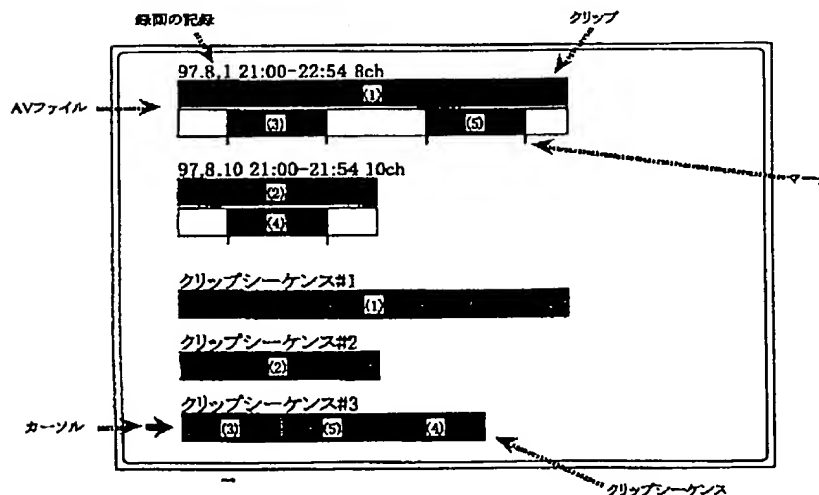 録画の記録
クリップ
97.8.1 21:00-22:54 8ch
(1)
AVファイル
(3)
(5)
マーク
97.8.10 21:00-21:54 10ch
(2)
(4)
クリップシーケンス#1
(1)
クリップシーケンス#2
(2)
クリップシーケンス#3
カーソル
(3)
(5)
(4)
クリップシーケンス